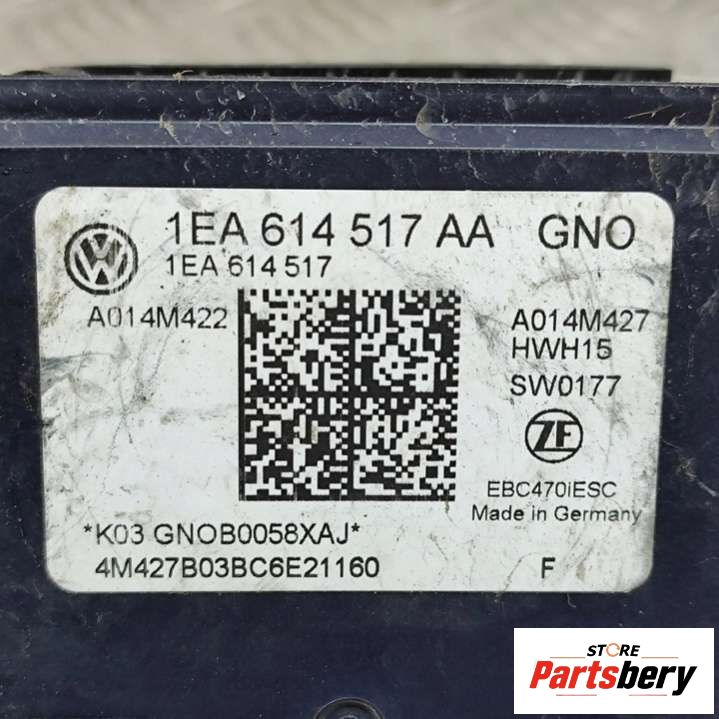 1EA 614 517 AA GNO
1EA 614 517
A014M422
A014M427
HWH15
SW0177
ZF
EBC470iESC
Made in Germany
*K03 GNOB0058XAJ*
4M427B03BC6E21160 F
STORE
Partsbery